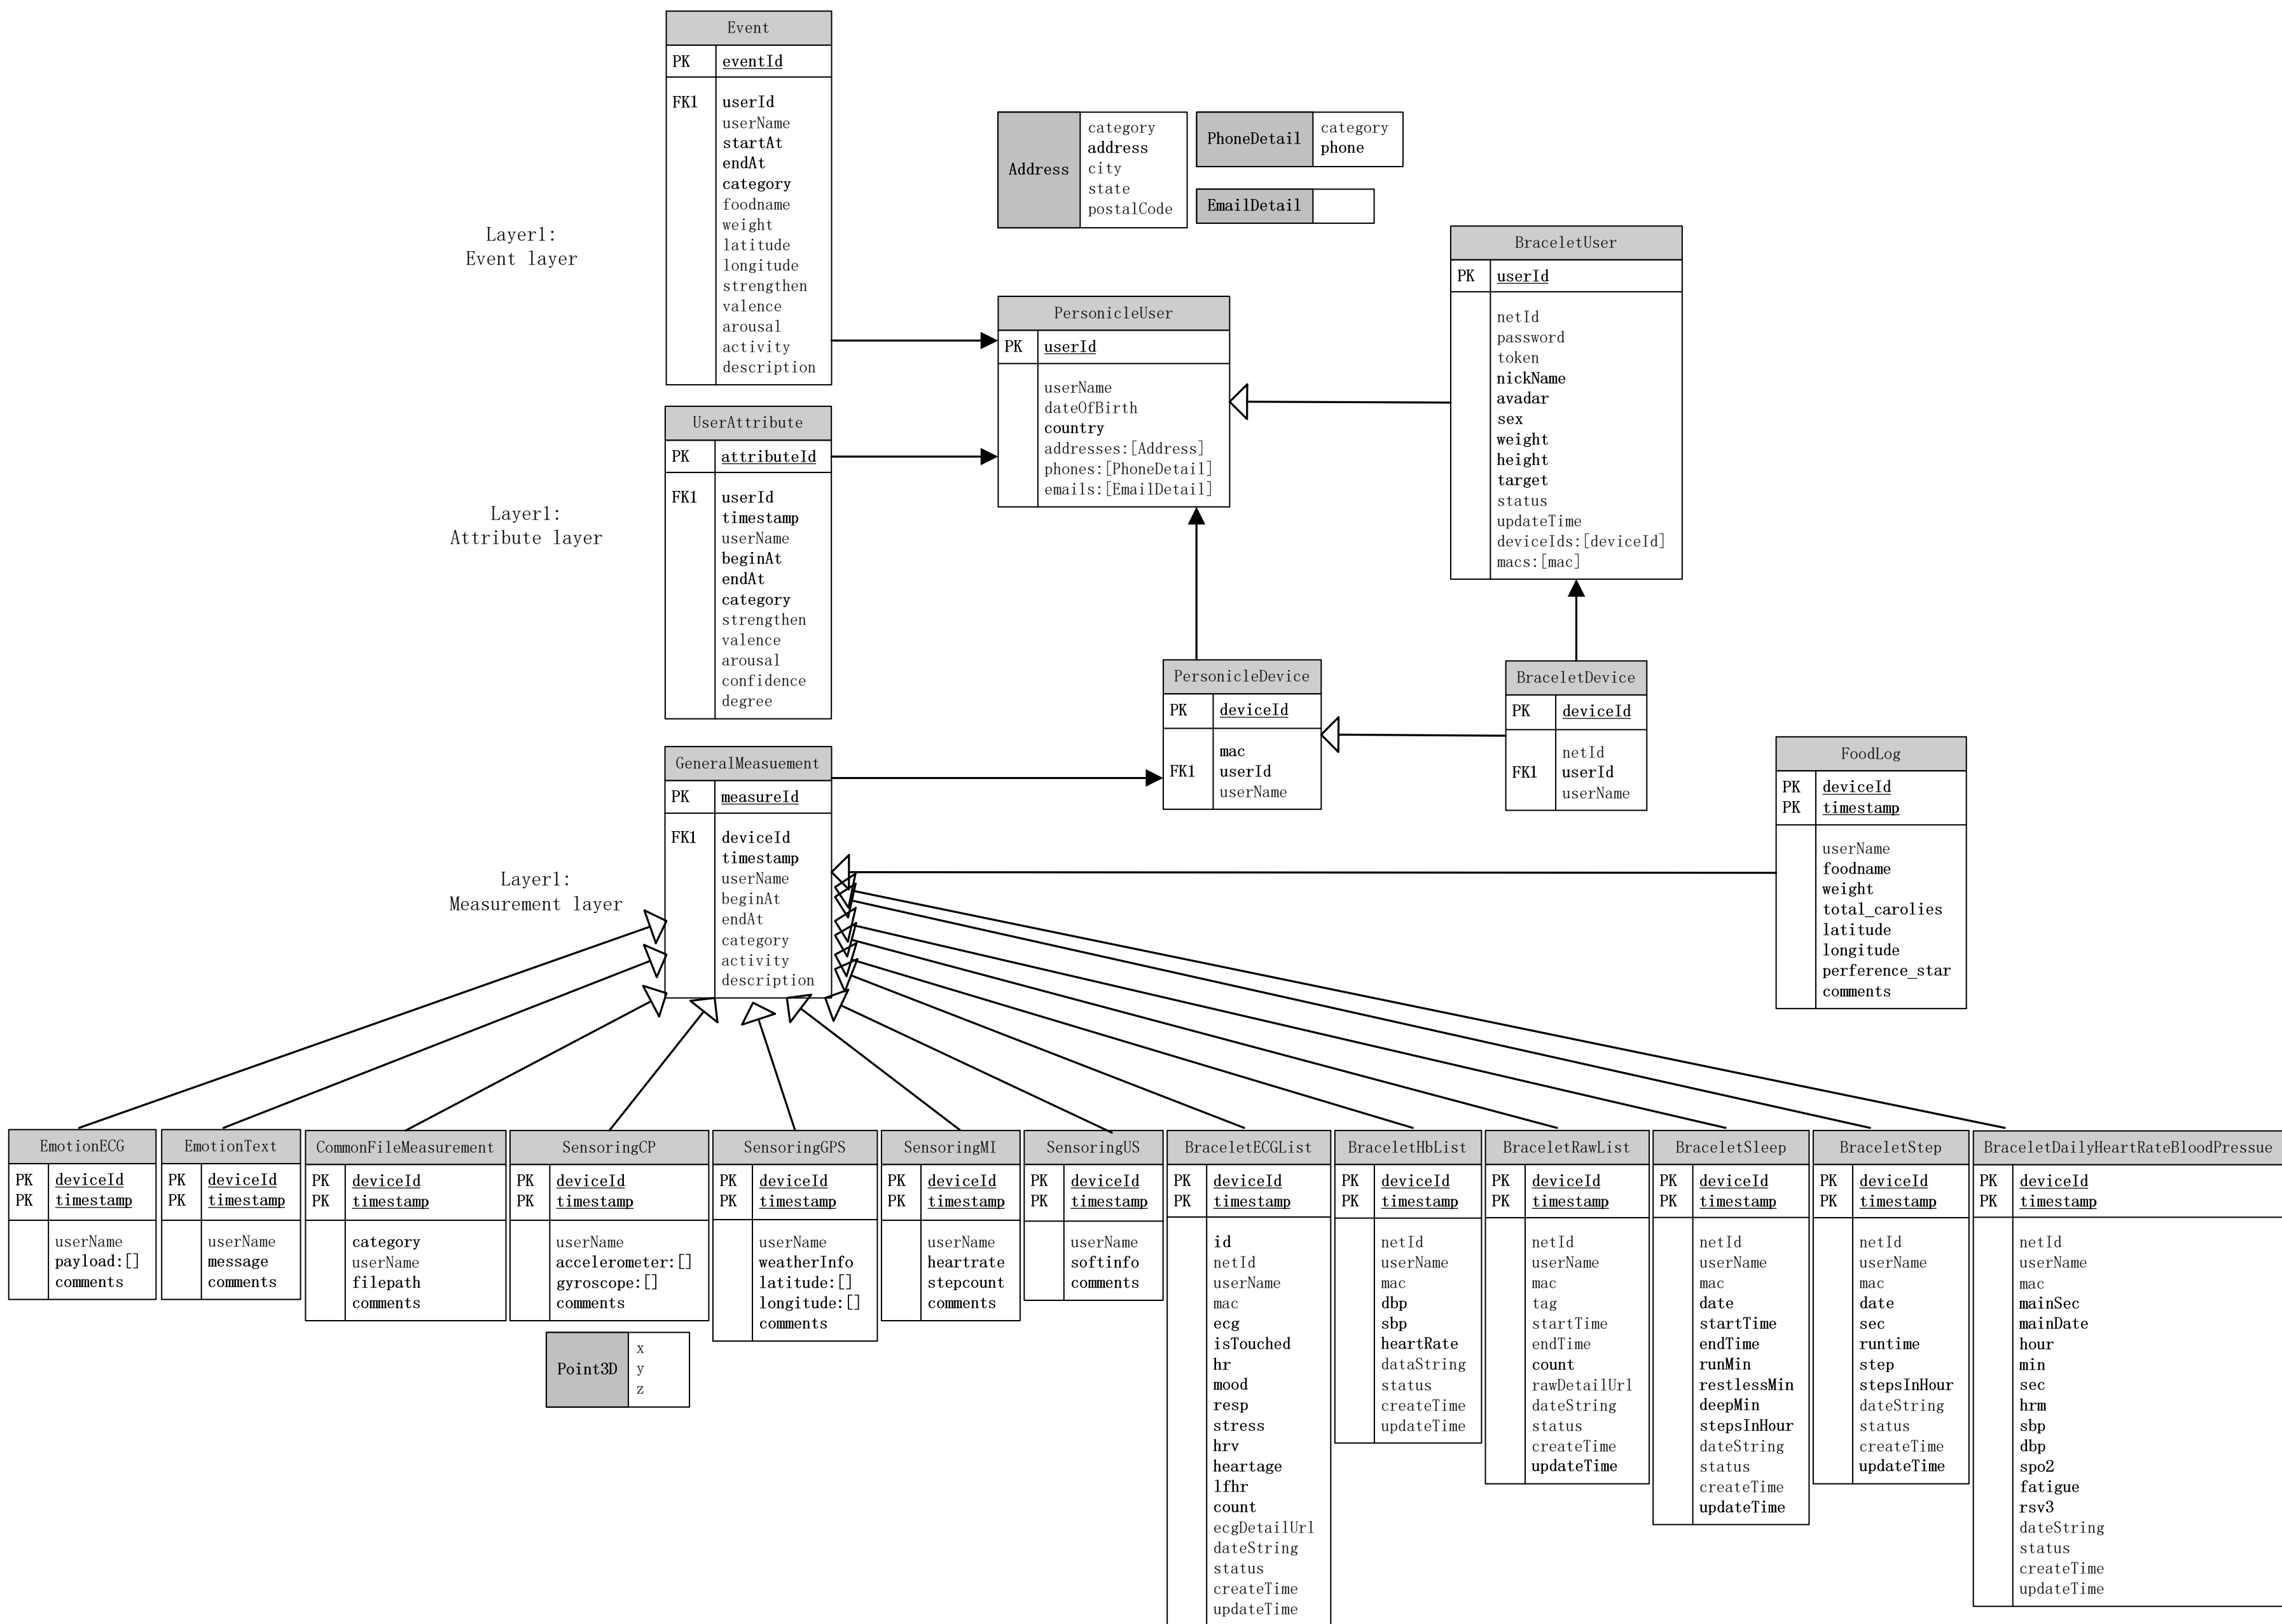 Event
PK eventId
FK1 userId
userName
startAt
endAt
category
foodname
weight
latitude
longitude
strengthen
valence
arousal
activity
description
Layer1:
Event layer
Address
category
address
city
state
postalCode
PhoneDetail
category
phone
EmailDetail
BraceletUser
PK userId
netId
password
token
nickName
avadar
sex
weight
height
target
status
updateTime
deviceIds:[deviceId]
macs:[mac]
PersonicleUser
PK userId
userName
dateOfBirth
country
addresses:[Address]
phones:[PhoneDetail]
emails:[EmailDetail]
UserAttribute
PK attributeId
FK1 userId
timestamp
userName
beginAt
endAt
category
strengthen
valence
arousal
confidence
degree
Layer1:
Attribute layer
PersonicleDevice
PK deviceId
mac
FK1 userId
userName
BraceletDevice
PK deviceId
netId
FK1 userId
userName
FoodLog
PK deviceId
PK timestamp
userName
foodname
weight
total_carolies
latitude
longitude
perference_star
comments
GeneralMeasuement
PK measureId
FK1 deviceId
timestamp
userName
beginAt
endAt
category
activity
description
Layer1:
Measurement layer
EmotionECG
PK deviceId
PK timestamp
userName
payload:[]
comments
EmotionText
PK deviceId
PK timestamp
userName
message
comments
CommonFileMeasurement
PK deviceId
PK timestamp
category
userName
filepath
comments
SensoringCP
PK deviceId
PK timestamp
userName
accelerometer:[]
gyroscope:[]
comments
Point3D
x
y
z
SensoringGPS
PK deviceId
PK timestamp
userName
weatherInfo
latitude:[]
longitude:[]
comments
SensoringMI
PK deviceId
PK timestamp
userName
heartrate
stepcount
comments
SensoringUS
PK deviceId
PK timestamp
userName
softinfo
comments
BraceletECGList
PK deviceId
PK timestamp
id
netId
userName
mac
ecg
isTouched
hr
mood
resp
stress
hrv
heartage
lfhr
count
ecgDetailUrl
dateString
status
createTime
updateTime
BraceletHbList
PK deviceId
PK timestamp
netId
userName
mac
dbp
sbp
heartRate
dataString
status
createTime
updateTime
BraceletRawList
PK deviceId
PK timestamp
netId
userName
mac
tag
startTime
endTime
count
rawDetailUrl
dateString
status
createTime
updateTime
BraceletSleep
PK deviceId
PK timestamp
netId
userName
mac
date
startTime
endTime
runMin
restlessMin
deepMin
stepsInHour
dateString
status
createTime
updateTime
BraceletStep
PK deviceId
PK timestamp
netId
userName
mac
date
sec
runtime
step
stepsInHour
dateString
status
createTime
updateTime
BraceletDailyHeartRateBloodPressue
PK deviceId
PK timestamp
netId
userName
mac
mainSec
mainDate
hour
min
sec
hrm
sbp
dbp
spo2
fatigue
rsv3
dateString
status
createTime
updateTime